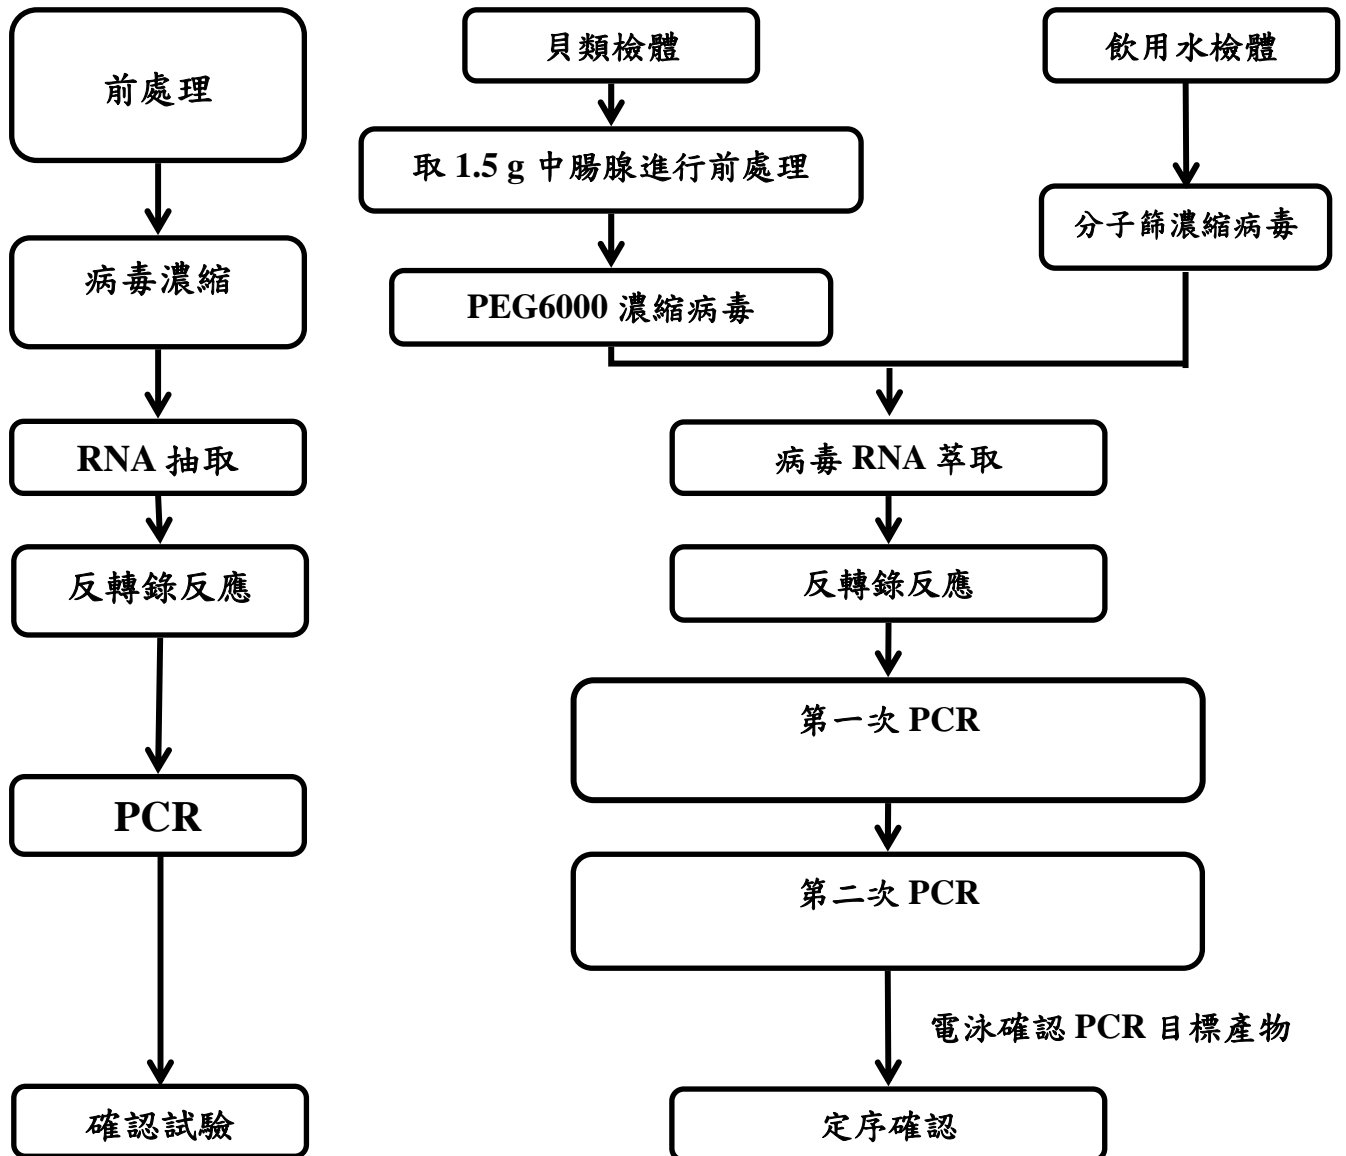 前處理
病毒濃縮
RNA 抽取
反轉錄反應
PCR
確認試驗
貝類檢體
取 1.5 g 中腸腺進行前處理
PEG6000 濃縮病毒
飲用水檢體
分子篩濃縮病毒
病毒 RNA 萃取
反轉錄反應
第一次 PCR
第二次 PCR
電泳確認 PCR 目標產物
定序確認